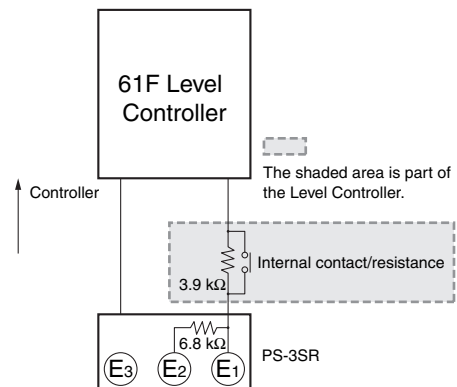 61F Level
Controller
The shaded area is part of
the Level Controller.
Controller
Internal contact/resistance
3.9 kΩ
6.8 kΩ
E3
E2
E1
PS-3SR